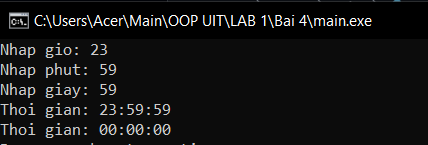 C:\Users\Acer\Main\OOP UIT\LAB 1\Bai 4\main.exe
Nhap gio: 23
Nhap phut: 59
Nhap giay: 59
Thoi gian: 23:59:59
Thoi gian: 00:00:00